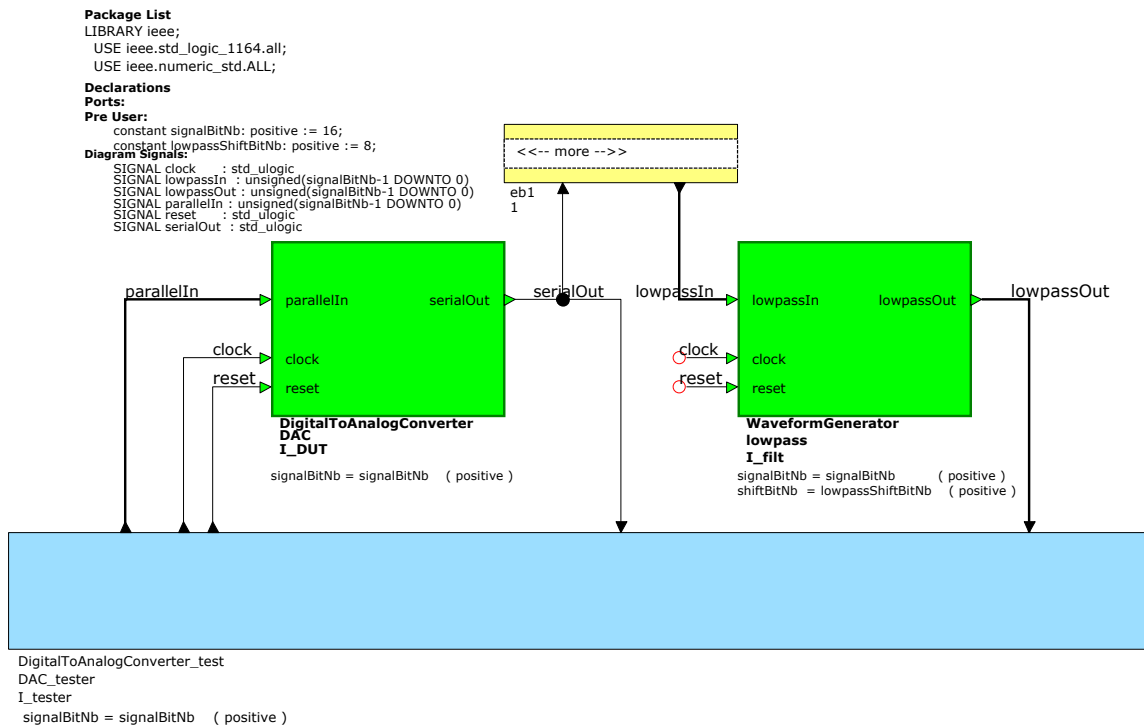 Package List
LIBRARY ieee;
USE ieee.std_logic_1164.all;
USE ieee.numeric_std.ALL;
Declarations
Ports:
Pre User:
constant signalBitNb: positive := 16;
constant lowpassShiftBitNb: positive := 8;
Diagram Signals:
SIGNAL clock : std_ulogic
SIGNAL lowpassIn : unsigned(signalBitNb-1 DOWNTO 0)
SIGNAL lowpassOut : unsigned(signalBitNb-1 DOWNTO 0)
SIGNAL parallelIn : unsigned(signalBitNb-1 DOWNTO 0)
SIGNAL reset : std_ulogic
SIGNAL serialOut : std_ulogic
<<-- more -->>
eb1
1
parallelIn
parallelIn
serialOut
serialOut
clock
clock
reset
reset
DigitalToAnalogConverter
DAC
I_DUT
signalBitNb = signalBitNb ( positive )
lowpassIn
lowpassIn
lowpassOut
lowpassOut
clock
clock
reset
reset
WaveformGenerator
lowpass
I_filt
signalBitNb = signalBitNb ( positive )
shiftBitNb = lowpassShiftBitNb ( positive )
DigitalToAnalogConverter_test
DAC_tester
I_tester
signalBitNb = signalBitNb ( positive )